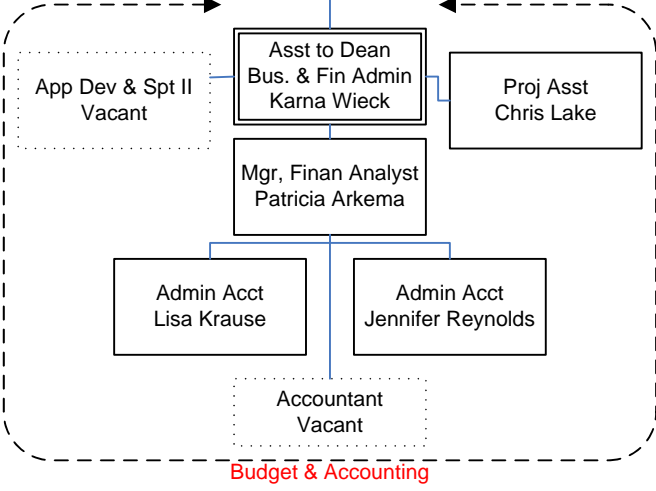 Asst to Dean
Bus. & Fin Admin
Karna Wieck
App Dev & Spt II
Vacant
Proj Asst
Chris Lake
Mgr, Finan Analyst
Patricia Arkema
Admin Acct
Lisa Krause
Admin Acct
Jennifer Reynolds
Accountant
Vacant
Budget & Accounting